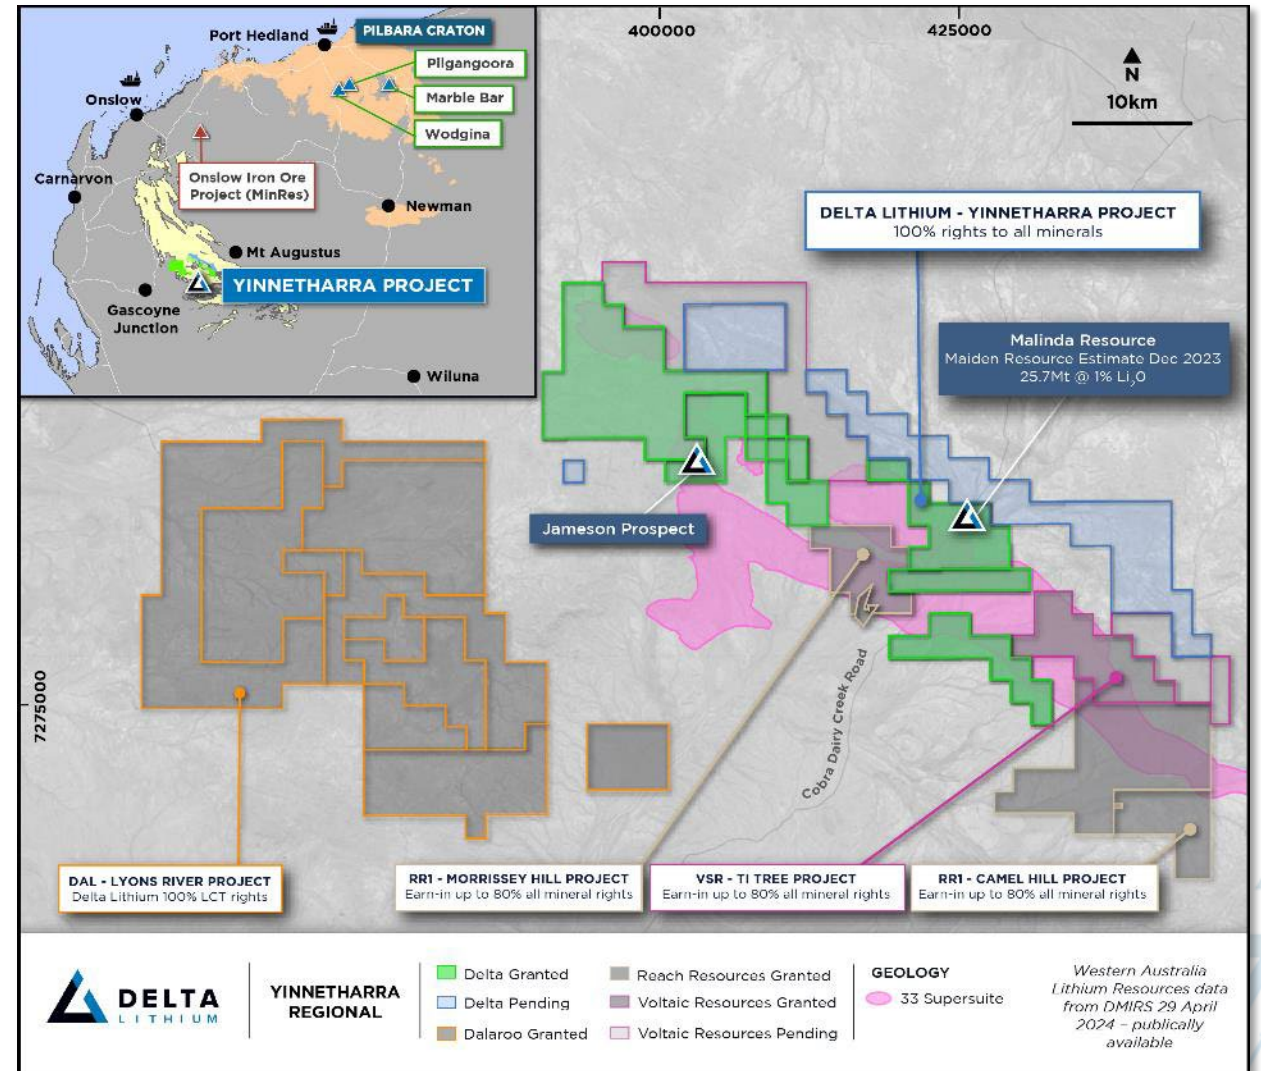 PILBARA CRATON
Port Hedland
Pilgangoora
Marble Bar
Wodgina
Onslow
Onslow Iron Ore
Project (MinRes)
Carnarvon
Newman
Mt Augustus
YINNETHARRA PROJECT
Gascoyne
Junction
Wiluna
400000
425000
N
10km
DELTA LITHIUM - YINNETHARRA PROJECT
100% rights to all minerals
Malinda Resource
Maiden Resource Estimate Dec 2023
25.7Mt @ 1% Li₂O
Jameson Prospect
7275000
Cobra Dairy Creek Road
DAL - LYONS RIVER PROJECT
Delta Lithium 100% LCT rights
RR1 - MORRISSEY HILL PROJECT
Earn-in up to 80% all mineral rights
VSR - TI TREE PROJECT
Earn-in up to 80% all mineral rights
RR1 - CAMEL HILL PROJECT
Earn-in up to 80% all mineral rights
DELTA
LITHIUM
YINNETHARRA
REGIONAL
Delta Granted
Delta Pending
Dalaroo Granted
Reach Resources Granted
Voltaic Resources Granted
Voltaic Resources Pending
GEOLOGY
33 Supersuite
Western Australia
Lithium Resources data
from DMIRS 29 April
2024 – publically
available